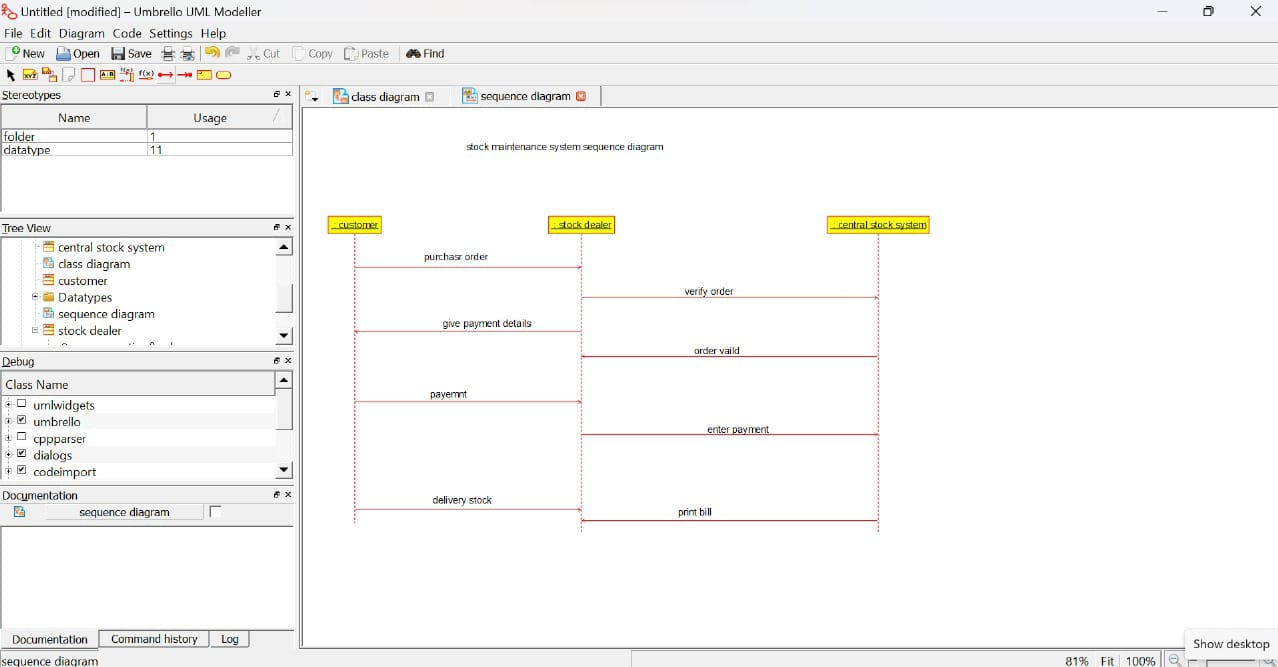 Untitled [modified] – Umbrello UML Modeller
File Edit Diagram Code Settings Help
New Open Save Cut Copy Paste Find
Stereotypes
Name Usage
folder 1
datatype 11
Tree View
central stock system
class diagram
customer
Datatypes
sequence diagram
stock dealer
Debug
Class Name
umlwidgets
umbrello
cppparser
dialogs
codeimport
Documentation
sequence diagram
Documentation Command history Log
sequence diagram
class diagram sequence diagram
stock maintenance system sequence diagram
: customer : stock dealer : central stock system
purchasr order
verify order
give payment details
order vaild
payemnt
enter payment
delivery stock
print bill
Show desktop
81% Fit 100%